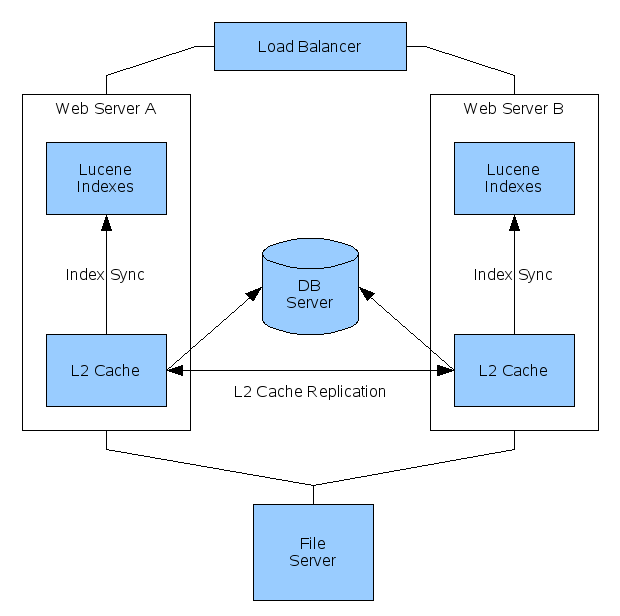 Load Balancer
Web Server A
Web Server B
Lucene
Indexes
Lucene
Indexes
Index Sync
Index Sync
DB
Server
L2 Cache
L2 Cache
L2 Cache Replication
File
Server